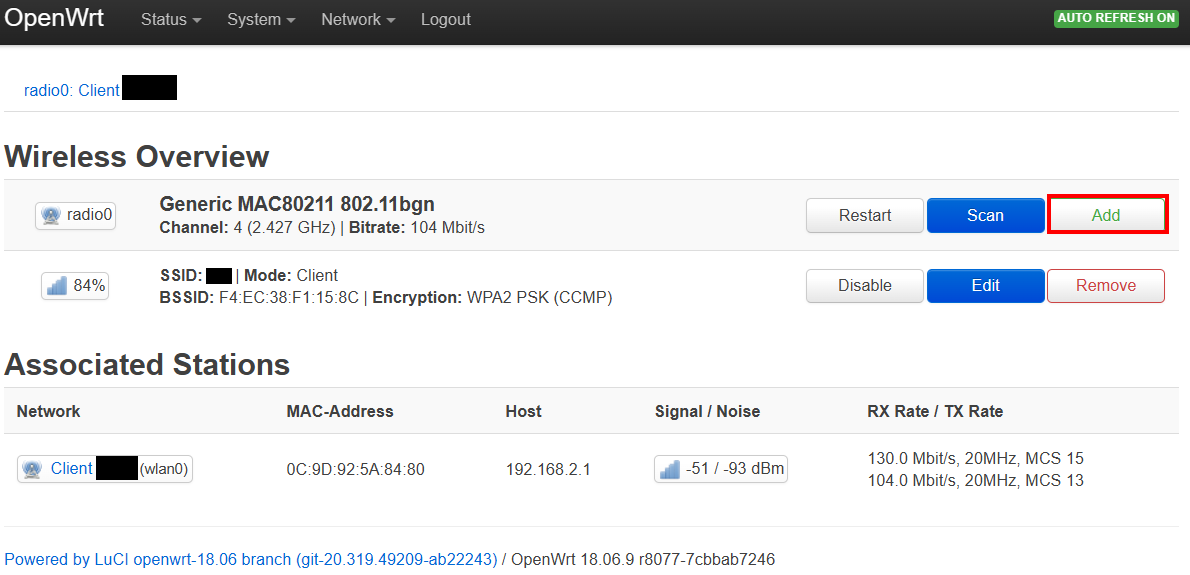 OpenWrt Status System Network Logout AUTO REFRESH ON
radio0: Client
Wireless Overview
radio0 Generic MAC80211 802.11bgn
Channel: 4 (2.427 GHz) | Bitrate: 104 Mbit/s
Restart Scan Add
84% SSID: | Mode: Client
BSSID: F4:EC:38:F1:15:8C | Encryption: WPA2 PSK (CCMP)
Disable Edit Remove
Associated Stations
Network MAC-Address Host Signal / Noise RX Rate / TX Rate
Client (wlan0) 0C:9D:92:5A:84:80 192.168.2.1 -51 / -93 dBm 130.0 Mbit/s, 20MHz, MCS 15
104.0 Mbit/s, 20MHz, MCS 13
Powered by LuCI openwrt-18.06 branch (git-20.319.49209-ab22243) / OpenWrt 18.06.9 r8077-7cbbab7246